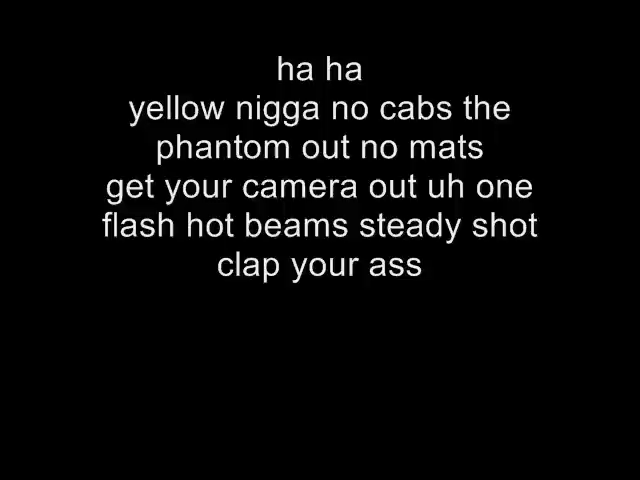 ha ha
yellow nigga no cabs the
phantom out no mats
get your camera out uh one
flash hot beams steady shot
clap your ass